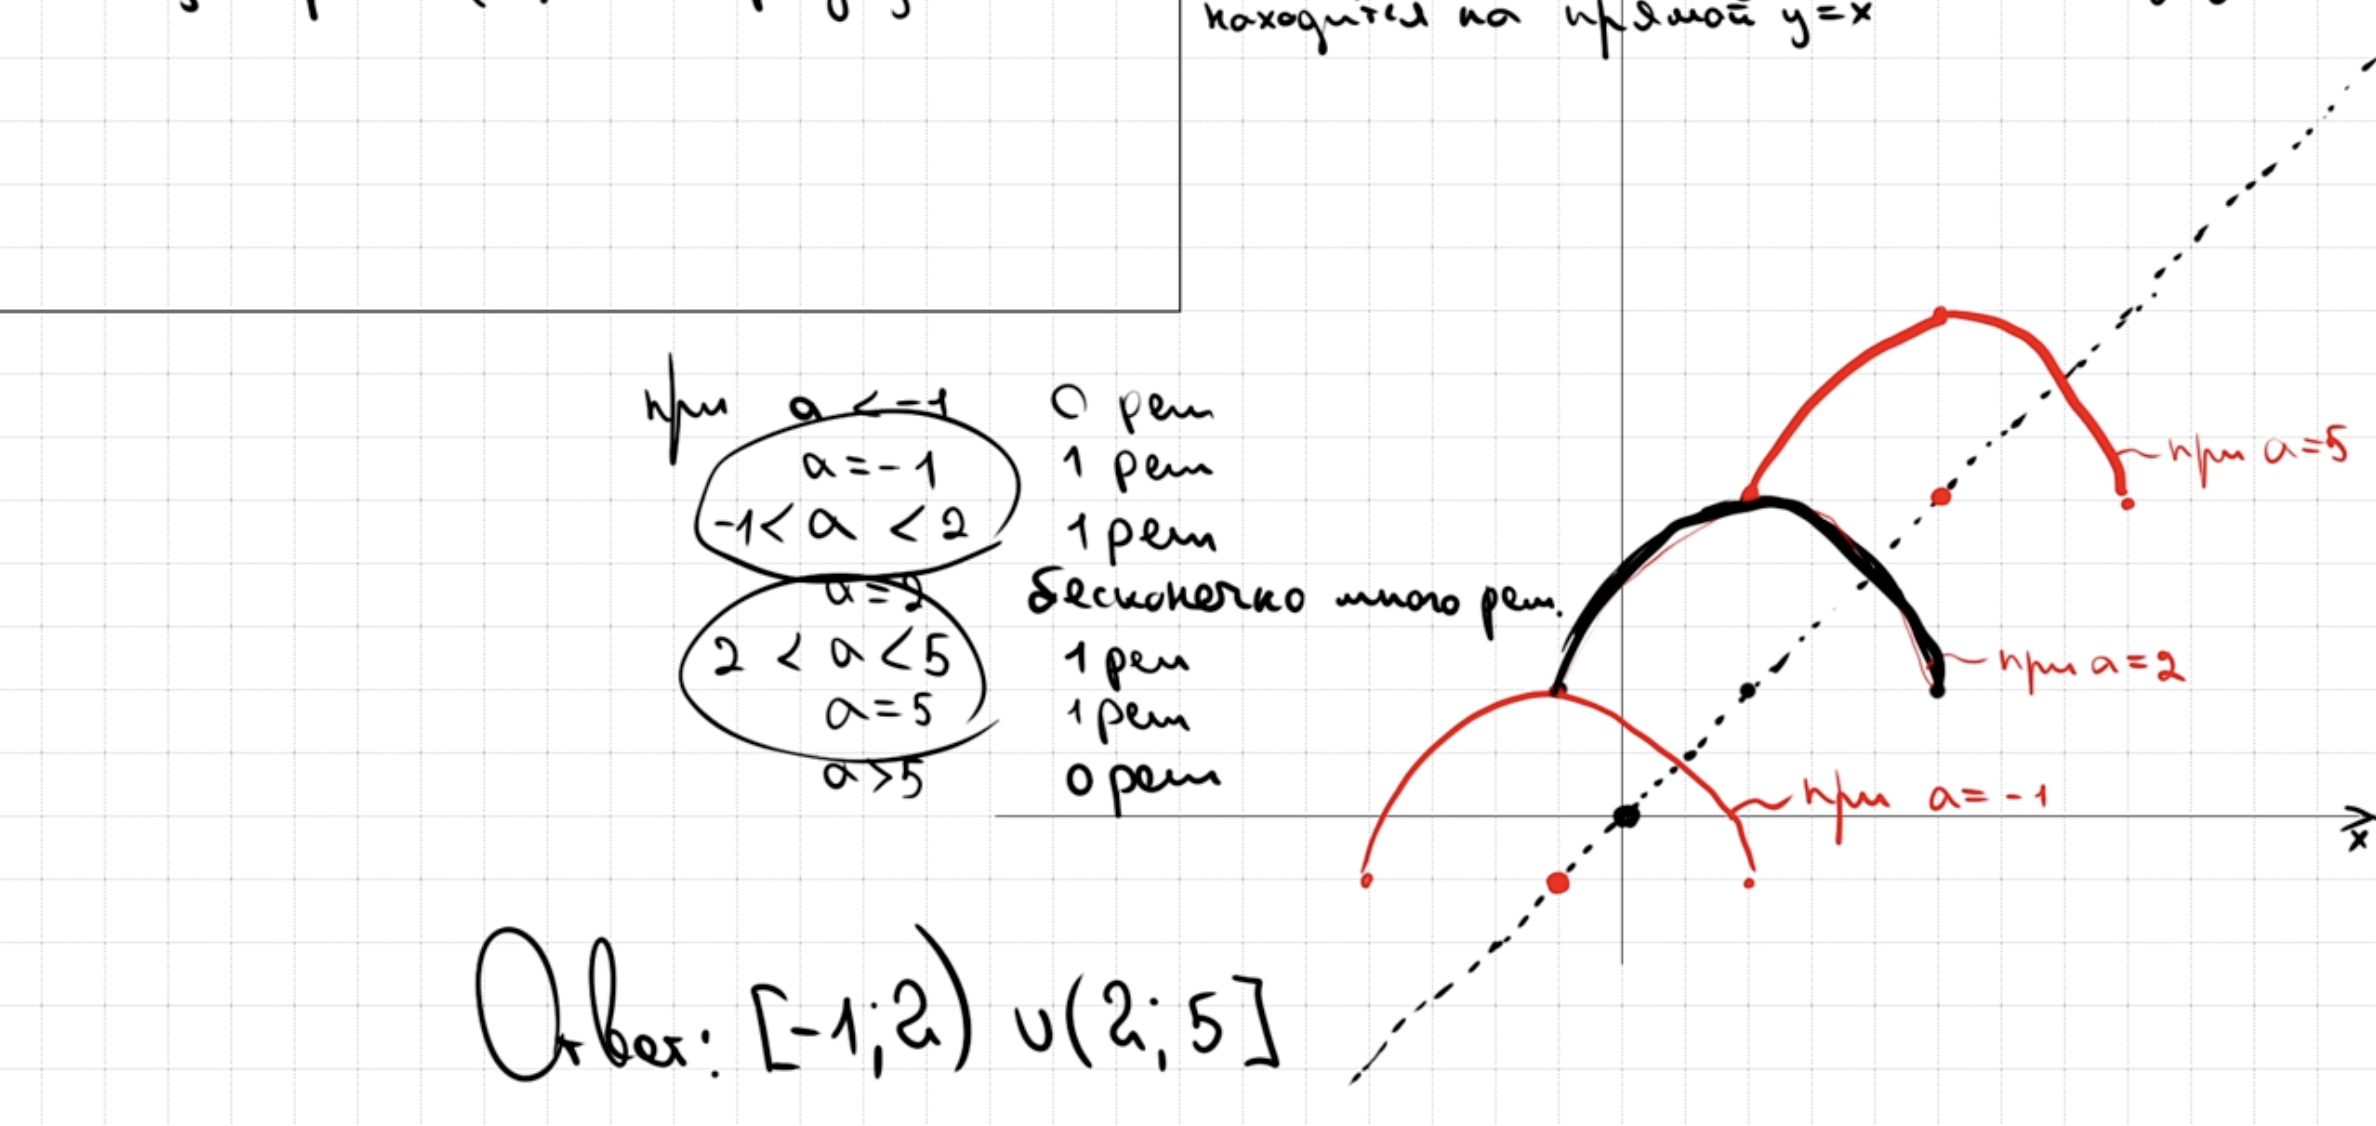 находится на прямой y=x
при a < -1 0 реш
a = -1 1 реш
-1 < a < 2 1 реш
a = 2 бесконечно много реш.
2 < a < 5 1 реш
a = 5 1 реш
a > 5 0 реш
при a = 5
при a = 2
при a = -1
x
Ответ: [-1; 2) ∪ (2; 5]